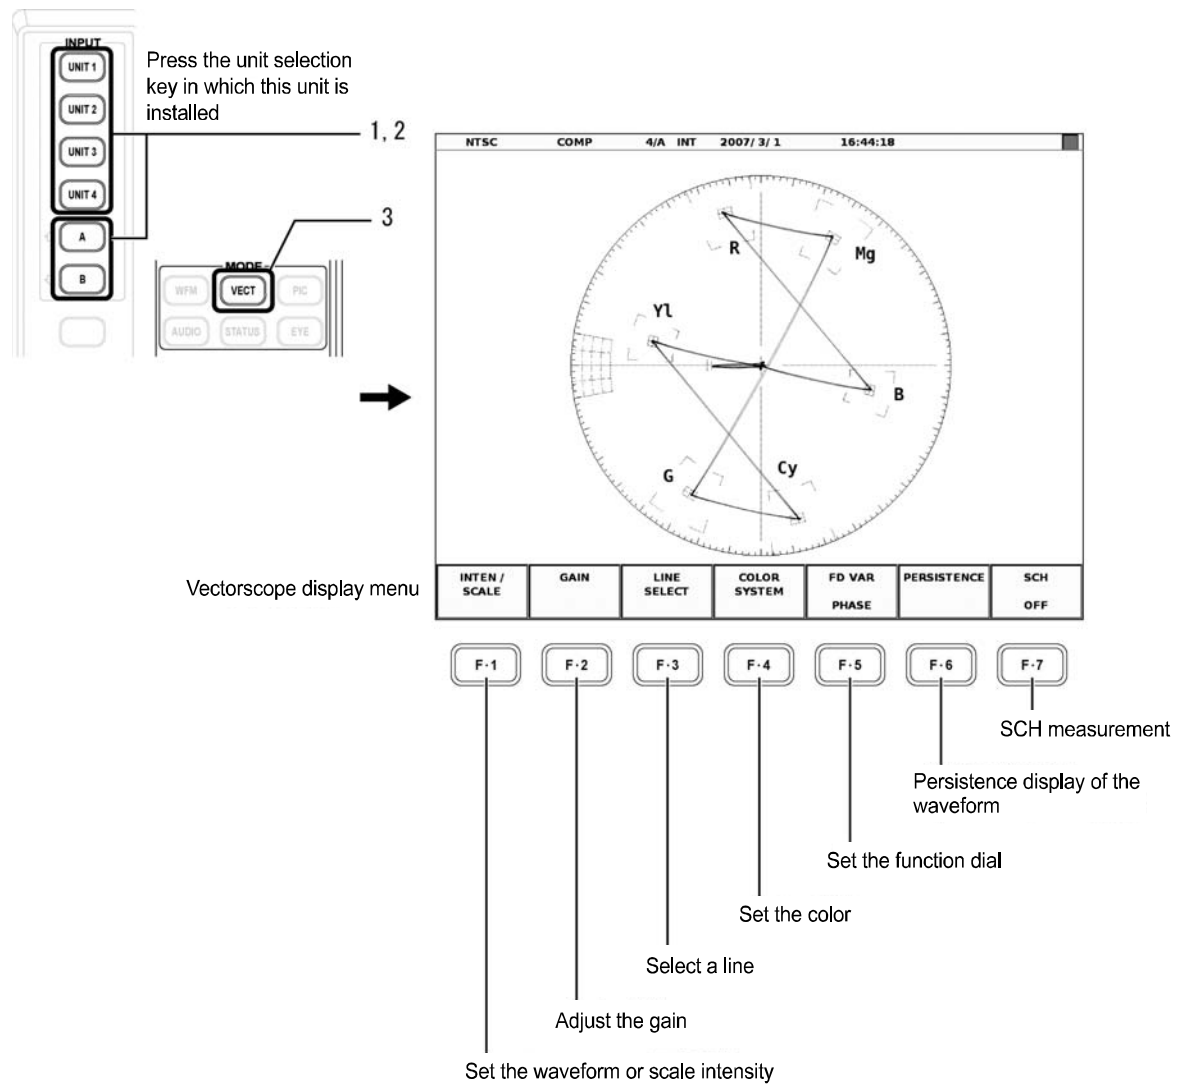 INPUT
UNIT 1
UNIT 2
UNIT 3
UNIT 4
A
B
Press the unit selection
key in which this unit is
installed
1, 2
3
MODE
WFM
VECT
PIC
AUDIO
STATUS
EYE
NTSC COMP 4/A INT 2007/ 3/ 1 16:44:18
R
Mg
Yl
B
G
Cy
Vectorscope display menu
INTEN /
SCALE
GAIN
LINE
SELECT
COLOR
SYSTEM
FD VAR
PHASE
PERSISTENCE
SCH
OFF
F·1
F·2
F·3
F·4
F·5
F·6
F·7
SCH measurement
Persistence display of the
waveform
Set the function dial
Set the color
Select a line
Adjust the gain
Set the waveform or scale intensity